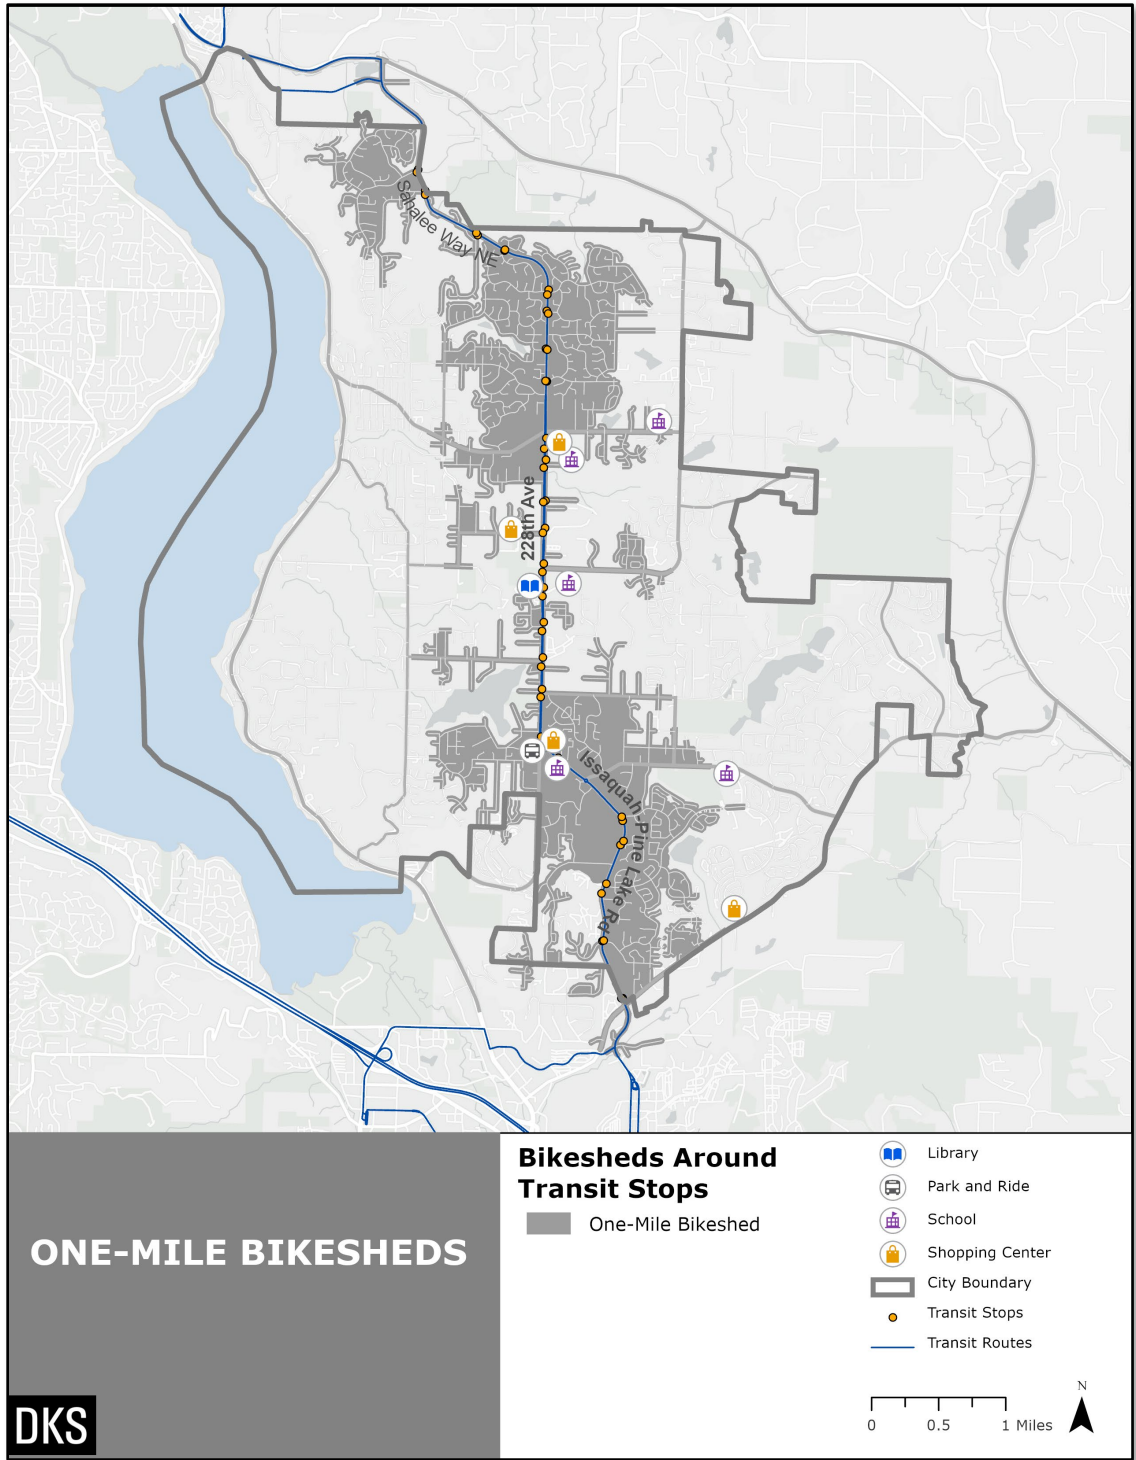 Sahalee Way NE
228th Ave
Issaquah-Pine Lake Rd
ONE-MILE BIKESHEDS
DKS
Bikesheds Around
Transit Stops
One-Mile Bikeshed
Library
Park and Ride
School
Shopping Center
City Boundary
Transit Stops
Transit Routes
N
0 0.5 1 Miles